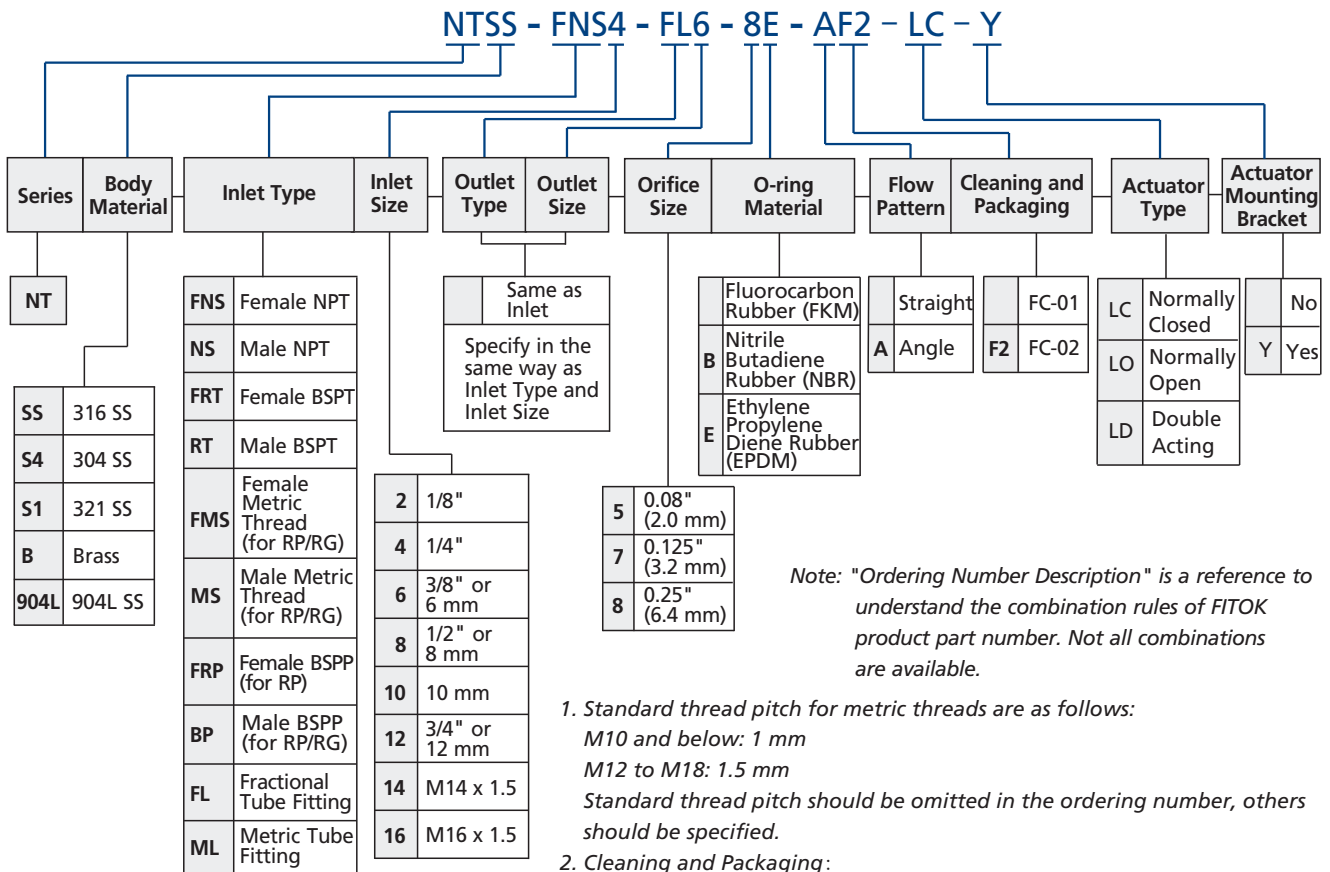 NTSS - FNS4 - FL6 - 8E - AF2 - LC - Y
Series
Body
Material
Inlet Type
Inlet
Size
Outlet
Type
Outlet
Size
Orifice
Size
O-ring
Material
Flow
Pattern
Cleaning and
Packaging
Actuator
Type
Actuator
Mounting
Bracket
NT
SS 316 SS
S4 304 SS
S1 321 SS
B Brass
904L 904L SS
FNS Female NPT
NS Male NPT
FRT Female BSPT
RT Male BSPT
FMS Female
Metric
Thread
(for RP/RG)
MS Male Metric
Thread
(for RP/RG)
FRP Female BSPP
(for RP)
BP Male BSPP
(for RP/RG)
FL Fractional
Tube Fitting
ML Metric Tube
Fitting
2 1/8"
4 1/4"
6 3/8" or
6 mm
8 1/2" or
8 mm
10 10 mm
12 3/4" or
12 mm
14 M14 x 1.5
16 M16 x 1.5
Same as
Inlet
Specify in the
same way as
Inlet Type and
Inlet Size
5 0.08"
(2.0 mm)
7 0.125"
(3.2 mm)
8 0.25"
(6.4 mm)
Fluorocarbon
Rubber (FKM)
B Nitrile
Butadiene
Rubber (NBR)
E Ethylene
Propylene
Diene Rubber
(EPDM)
Straight
A Angle
FC-01
F2 FC-02
LC Normally
Closed
LO Normally
Open
LD Double
Acting
No
Y Yes
Note: "Ordering Number Description" is a reference to
understand the combination rules of FITOK
product part number. Not all combinations
are available.
1. Standard thread pitch for metric threads are as follows:
M10 and below: 1 mm
M12 to M18: 1.5 mm
Standard thread pitch should be omitted in the ordering number, others
should be specified.
2. Cleaning and Packaging: